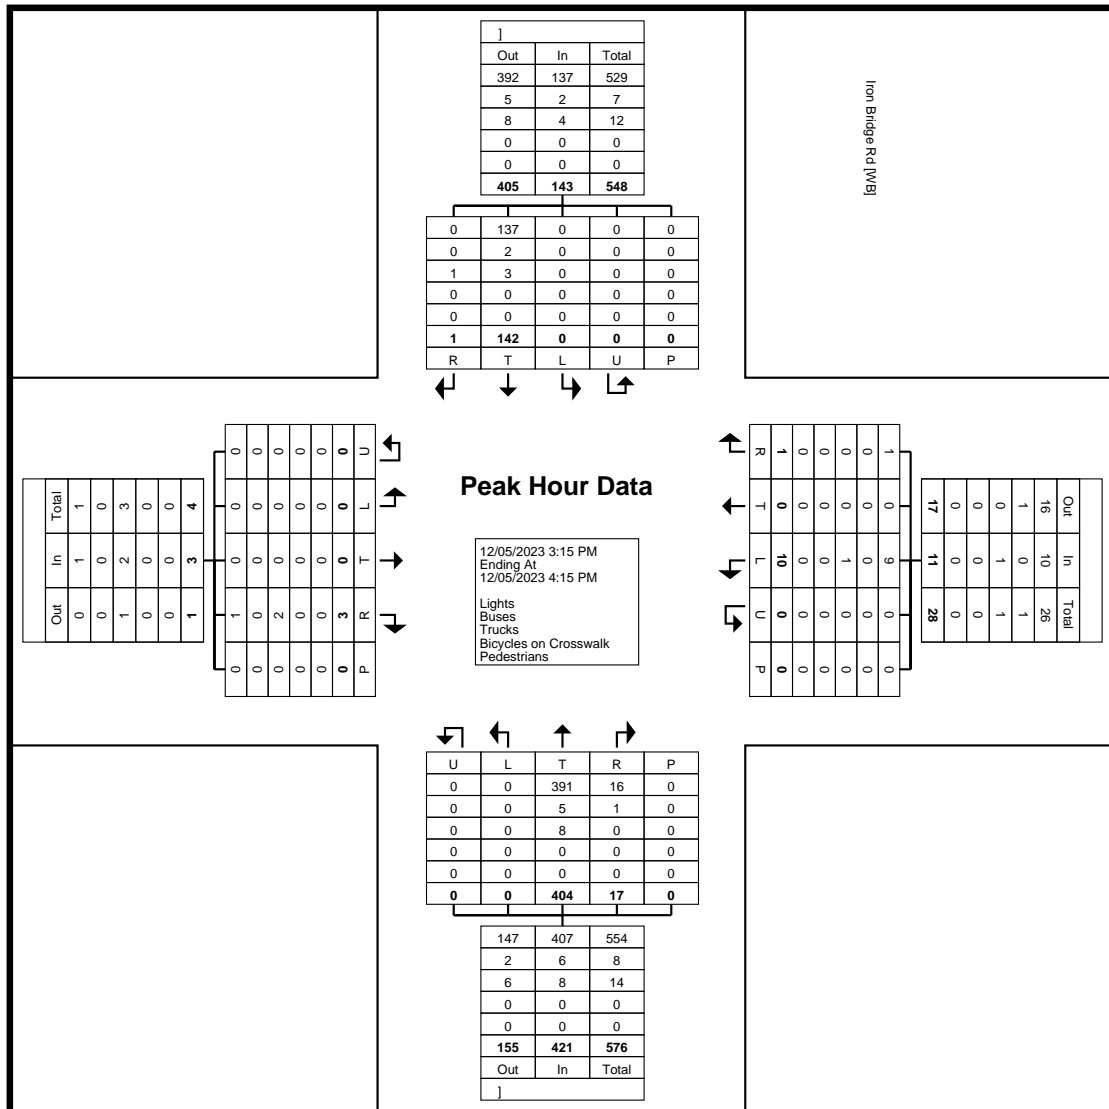 ]
Out In Total
392 137 529
5 2 7
8 4 12
0 0 0
0 0 0
405 143 548
0 137 0 0 0
0 2 0 0 0
1 3 0 0 0
0 0 0 0 0
0 0 0 0 0
1 142 0 0 0
R T L U P
Iron Bridge Rd [WB]
Out In Total
16 10 26
1 0 1
0 1 1
0 0 0
0 0 0
17 11 28
1 9 0 0
0 0 0 0 0
0 0 1 0 0
0 0 0 0 0
0 0 0 0 0
1 0 10 0 0
R T L U P
Peak Hour Data
12/05/2023 3:15 PM
Ending At
12/05/2023 4:15 PM
Lights
Buses
Trucks
Bicycles on Crosswalk
Pedestrians
U L T R P
0 0 0 3 0
0 0 0 0 0
0 0 0 0 0
0 0 0 2 0
0 0 0 0 0
0 0 0 1 0
Total In Out
1 1 0
0 0 0
3 2 1
0 0 0
0 0 0
4 3 1
U L T R P
0 0 391 16 0
0 0 5 1 0
0 0 8 0 0
0 0 0 0 0
0 0 0 0 0
0 0 404 17 0
147 407 554
2 6 8
6 8 14
0 0 0
0 0 0
155 421 576
Out In Total
]